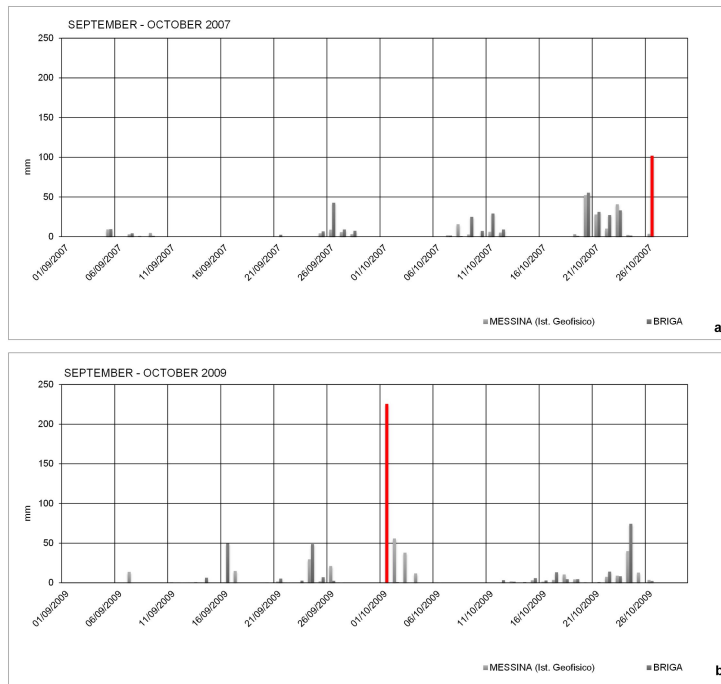 SEPTEMBER - OCTOBER 2007
250
200
150
100
50
0
mm
01/09/2007 06/09/2007 11/09/2007 16/09/2007 21/09/2007 26/09/2007 01/10/2007 06/10/2007 11/10/2007 16/10/2007 21/10/2007 26/10/2007
MESSINA (Ist. Geofisico) BRIGA
a
SEPTEMBER - OCTOBER 2009
250
200
150
100
50
0
mm
01/09/2009 06/09/2009 11/09/2009 16/09/2009 21/09/2009 26/09/2009 01/10/2009 06/10/2009 11/10/2009 16/10/2009 21/10/2009 26/10/2009
MESSINA (Ist. Geofisico) BRIGA
b